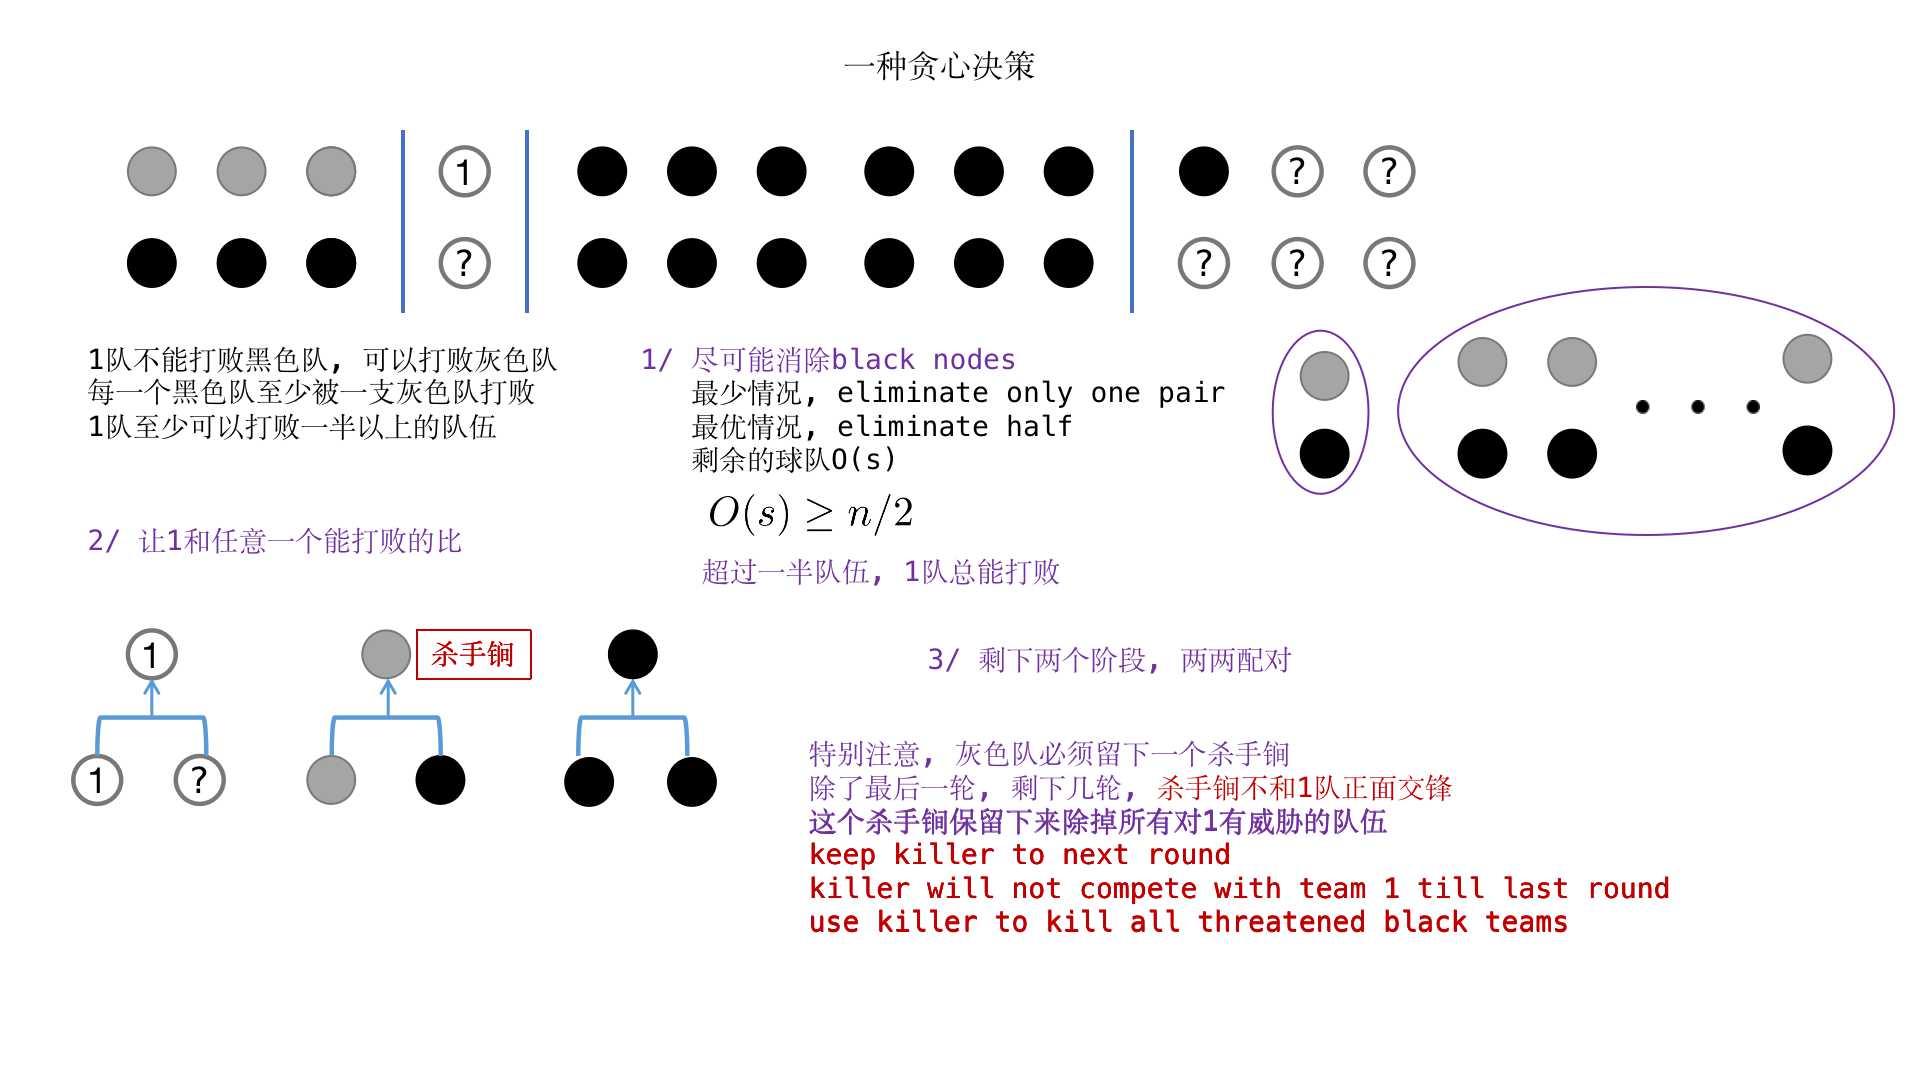 一种贪心决策
1 ? ?
? ? ? ?
1队不能打败黑色队, 可以打败灰色队
每一个黑色队至少被一支灰色队打败
1队至少可以打败一半以上的队伍
1/ 尽可能消除black nodes
最少情况, eliminate only one pair
最优情况, eliminate half
剩余的球队O(s)
O(s) ≥ n/2
超过一半队伍, 1队总能打败
2/ 让1和任意一个能打败的比
1
杀手锏
1 ?
3/ 剩下两个阶段, 两两配对
特别注意, 灰色队必须留下一个杀手锏
除了最后一轮, 剩下几轮, 杀手锏不和1队正面交锋
这个杀手锏保留下来除掉所有对1有威胁的队伍
keep killer to next round
killer will not compete with team 1 till last round
use killer to kill all threatened black teams